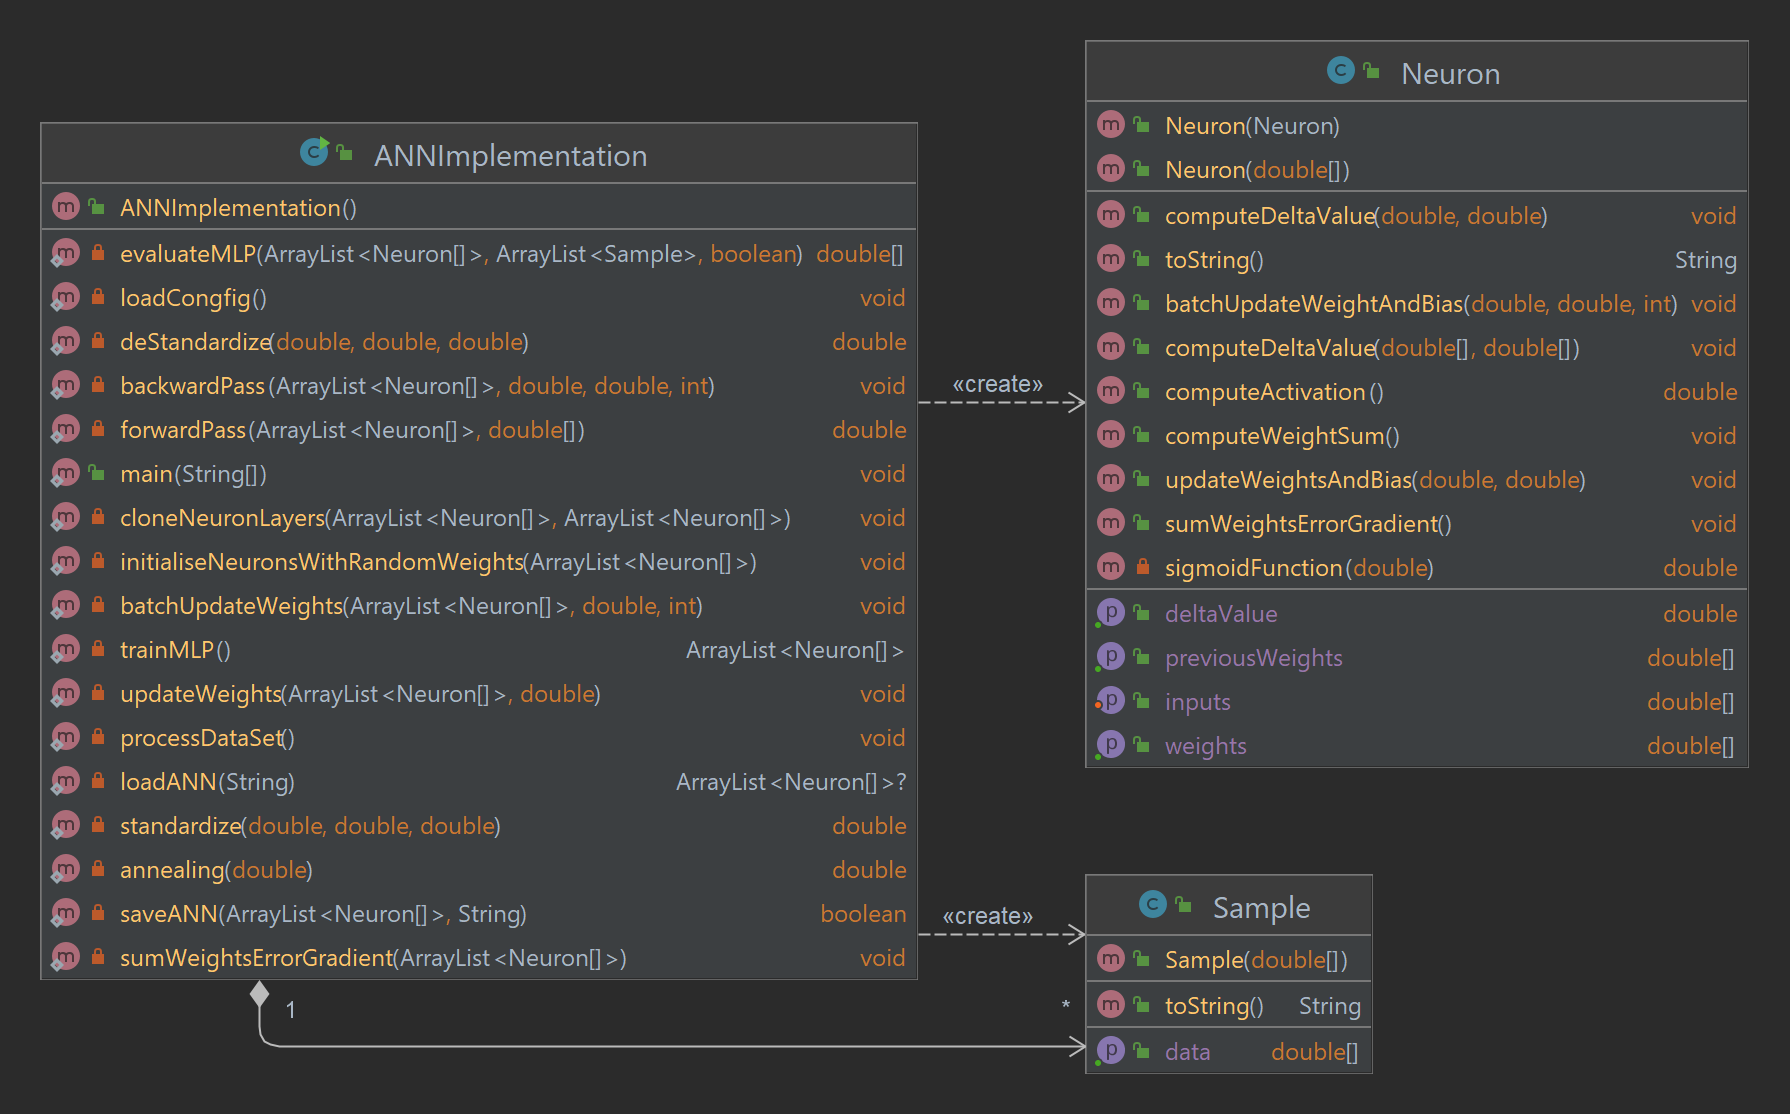 ANNImplementation
ANNImplementation()
evaluateMLP(ArrayList<Neuron[]>, ArrayList<Sample>, boolean) double[]
loadCongfig() void
deStandardize(double, double, double) double
backwardPass(ArrayList<Neuron[]>, double, double, int) void
forwardPass(ArrayList<Neuron[]>, double[]) double
main(String[]) void
cloneNeuronLayers(ArrayList<Neuron[]>, ArrayList<Neuron[]>) void
initialiseNeuronsWithRandomWeights(ArrayList<Neuron[]>) void
batchUpdateWeights(ArrayList<Neuron[]>, double, int) void
trainMLP() ArrayList<Neuron[]>
updateWeights(ArrayList<Neuron[]>, double) void
processDataSet() void
loadANN(String) ArrayList<Neuron[]>?
standardize(double, double, double) double
annealing(double) double
saveANN(ArrayList<Neuron[]>, String) boolean
sumWeightsErrorGradient(ArrayList<Neuron[]>) void
«create»
Neuron
Neuron(Neuron)
Neuron(double[])
computeDeltaValue(double, double) void
toString() String
batchUpdateWeightAndBias(double, double, int) void
computeDeltaValue(double[], double[]) void
computeActivation() double
computeWeightSum() void
updateWeightsAndBias(double, double) void
sumWeightsErrorGradient() void
sigmoidFunction(double) double
deltaValue double
previousWeights double[]
inputs double[]
weights double[]
«create»
1
*
Sample
Sample(double[])
toString() String
data double[]